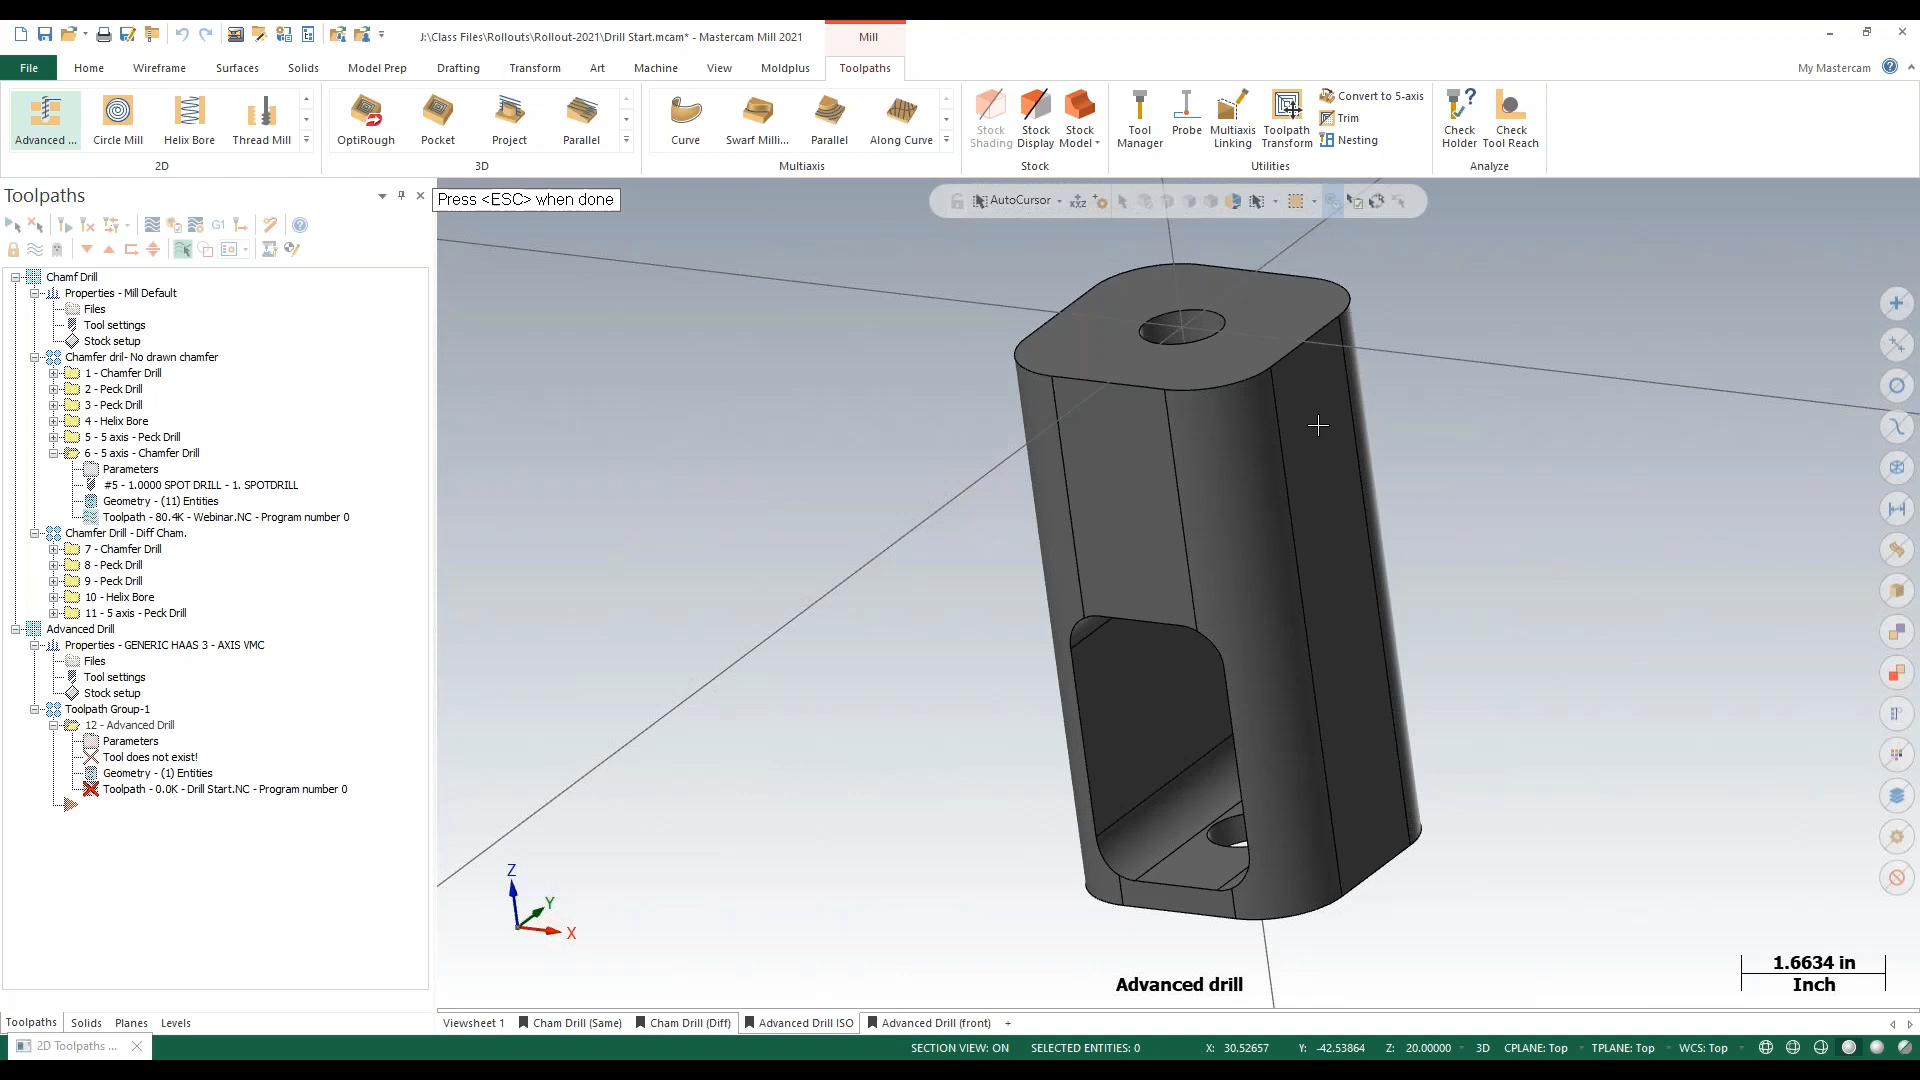 J:\Class Files\Rollouts\Rollout-2021\Drill Start.mcam* - Mastercam Mill 2021
Mill
File
Home
Wireframe
Surfaces
Solids
Model Prep
Drafting
Transform
Art
Machine
View
Moldplus
Toolpaths
My Mastercam
Advanced ...
Circle Mill
Helix Bore
Thread Mill
2D
OptiRough
Pocket
Project
Parallel
3D
Curve
Swarf Milli...
Parallel
Along Curve
Multiaxis
Stock Shading
Stock Display
Stock Model
Stock
Tool Manager
Probe
Multiaxis Linking
Toolpath Transform
Convert to 5-axis
Trim
Nesting
Utilities
Check Holder
Check Tool Reach
Analyze
Toolpaths
Press <ESC> when done
AutoCursor
G1
Chamf Drill
Properties - Mill Default
Files
Tool settings
Stock setup
Chamfer dril- No drawn chamfer
1 - Chamfer Drill
2 - Peck Drill
3 - Peck Drill
4 - Helix Bore
5 - 5 axis - Peck Drill
6 - 5 axis - Chamfer Drill
Parameters
#5 - 1.0000 SPOT DRILL - 1. SPOTDRILL
Geometry - (11) Entities
Toolpath - 80.4K - Webinar.NC - Program number 0
Chamfer Drill - Diff Cham.
7 - Chamfer Drill
8 - Peck Drill
9 - Peck Drill
10 - Helix Bore
11 - 5 axis - Peck Drill
Advanced Drill
Properties - GENERIC HAAS 3 - AXIS VMC
Files
Tool settings
Stock setup
Toolpath Group-1
12 - Advanced Drill
Parameters
Tool does not exist!
Geometry - (1) Entities
Toolpath - 0.0K - Drill Start.NC - Program number 0
Z
Y
X
Advanced drill
1.6634 in
Inch
Toolpaths
Solids
Planes
Levels
Viewsheet 1
Cham Drill (Same)
Cham Drill (Diff)
Advanced Drill ISO
Advanced Drill (front)
+
2D Toolpaths ...
SECTION VIEW: ON
SELECTED ENTITIES: 0
X: 30.52657
Y: -42.53864
Z: 20.00000
3D
CPLANE: Top
TPLANE: Top
WCS: Top